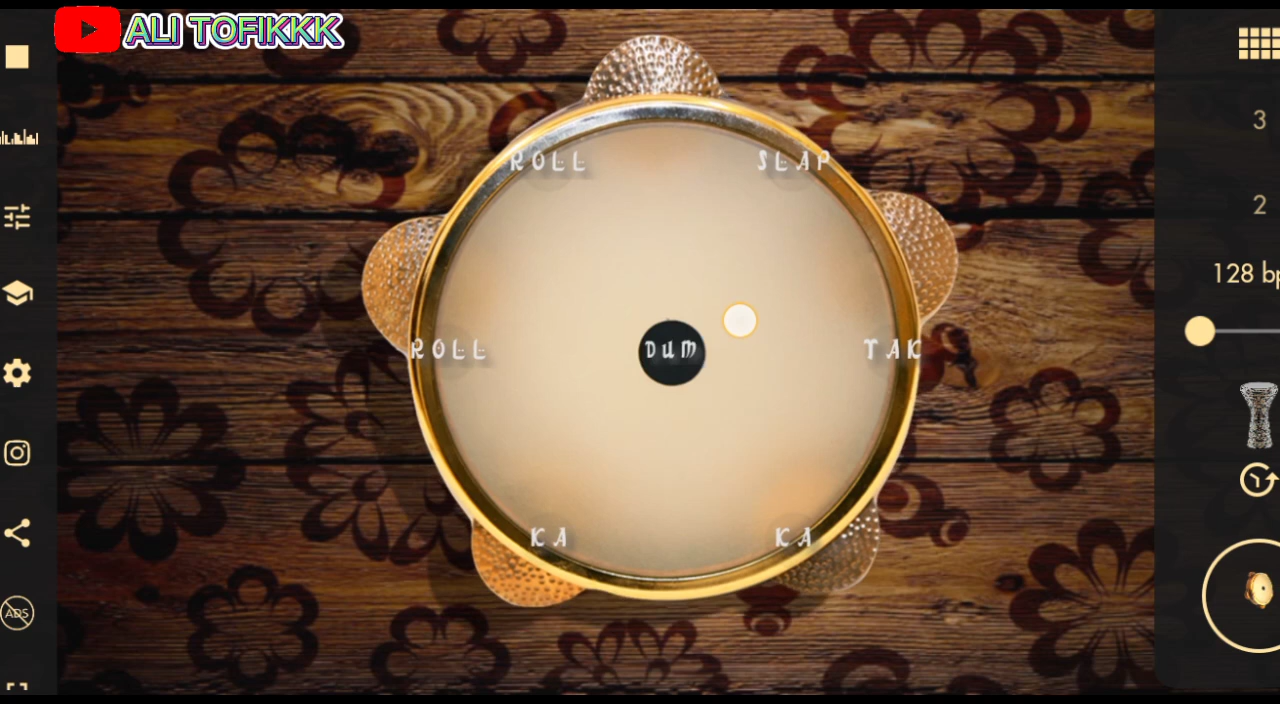 ALI TOFIKKK
ROLL SLAP
3
2
128 bp
ROLL DUM TAK
KA KA
ADS